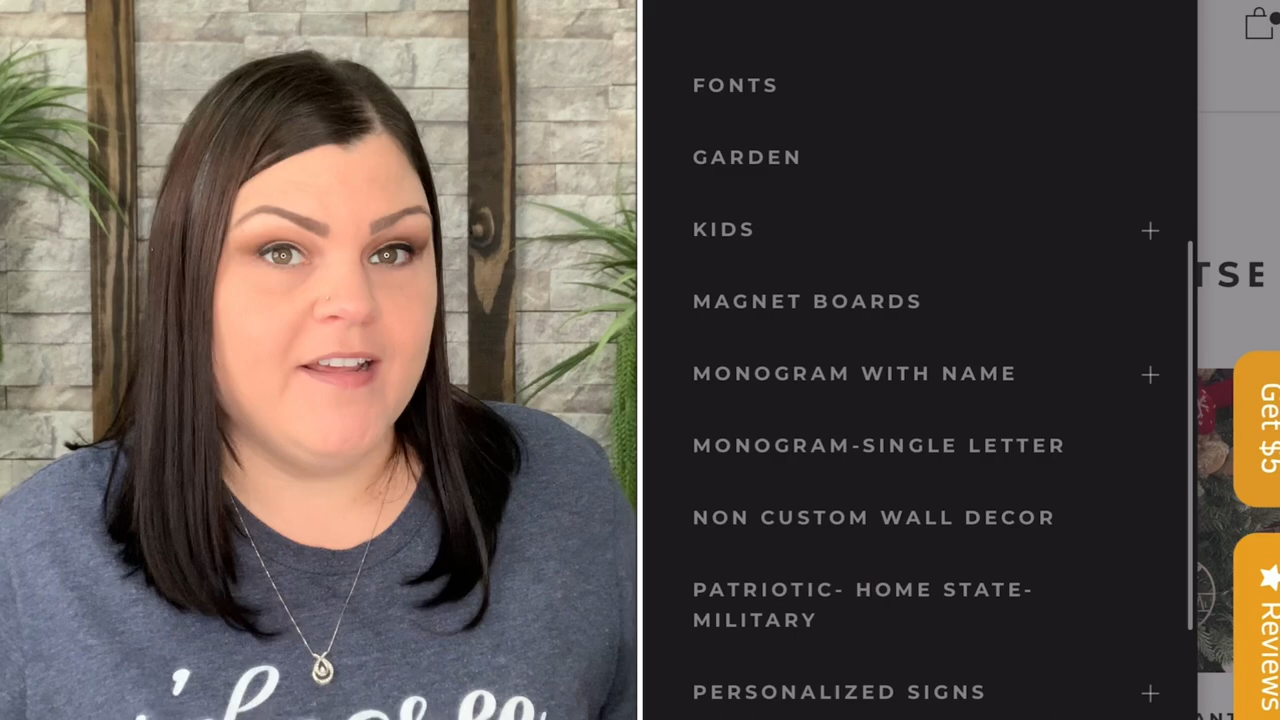 FONTS
GARDEN
KIDS
MAGNET BOARDS
MONOGRAM WITH NAME
MONOGRAM-SINGLE LETTER
NON CUSTOM WALL DECOR
PATRIOTIC- HOME STATE-
MILITARY
PERSONALIZED SIGNS
TSE
Get $5
Reviews